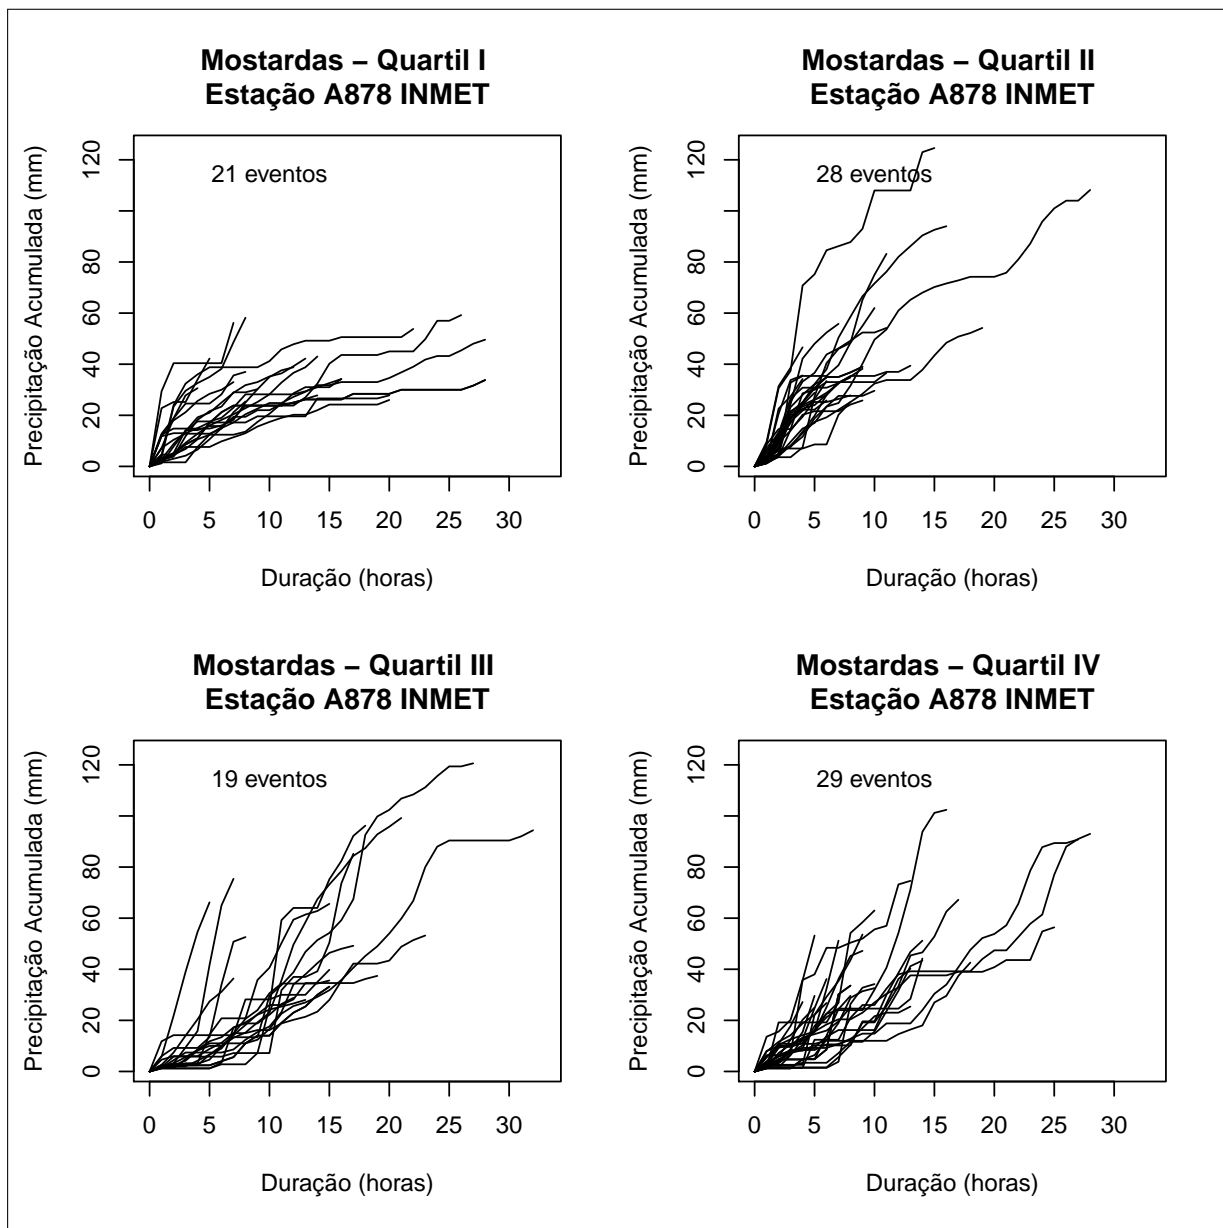 Mostardas – Quartil I
Estação A878 INMET
Precipitação Acumulada (mm)
120
80
60
40
20
0
21 eventos
0 5 10 15 20 25 30
Duração (horas)
Mostardas – Quartil II
Estação A878 INMET
Precipitação Acumulada (mm)
120
80
60
40
20
0
28 eventos
0 5 10 15 20 25 30
Duração (horas)
Mostardas – Quartil III
Estação A878 INMET
Precipitação Acumulada (mm)
120
80
60
40
20
0
19 eventos
0 5 10 15 20 25 30
Duração (horas)
Mostardas – Quartil IV
Estação A878 INMET
Precipitação Acumulada (mm)
120
80
60
40
20
0
29 eventos
0 5 10 15 20 25 30
Duração (horas)